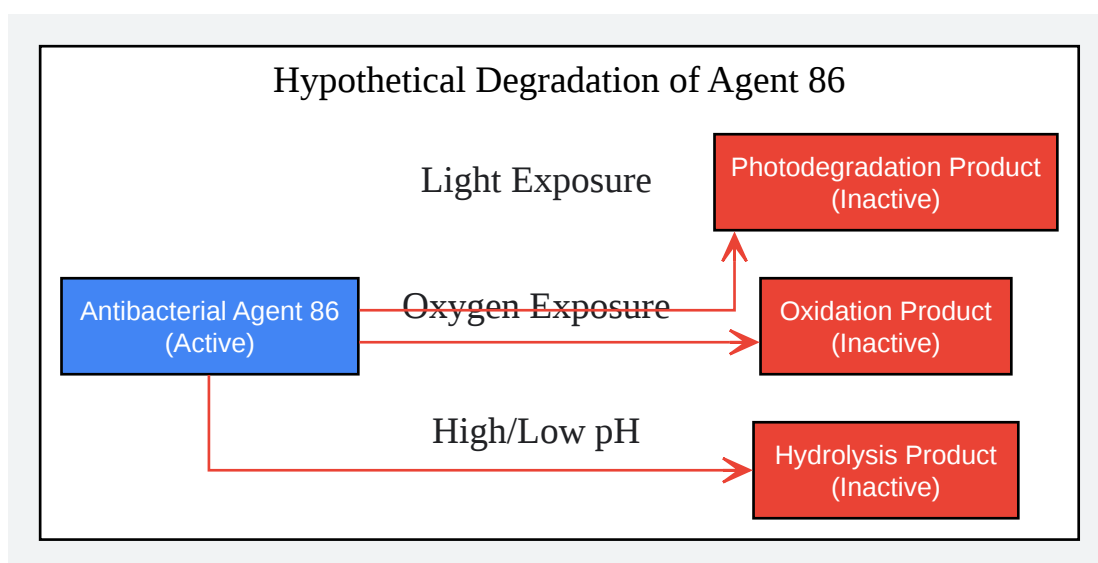 Hypothetical Degradation of Agent 86
Light Exposure
Photodegradation Product
(Inactive)
Antibacterial Agent 86
(Active)
Oxygen Exposure
Oxidation Product
(Inactive)
High/Low pH
Hydrolysis Product
(Inactive)